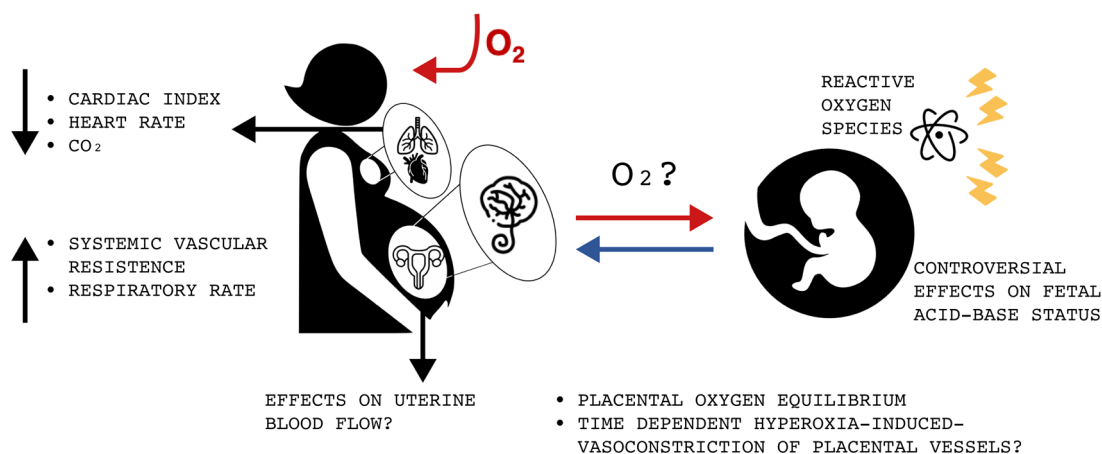 O₂
• CARDIAC INDEX
• HEART RATE
• CO₂
• SYSTEMIC VASCULAR
RESISTENCE
• RESPIRATORY RATE
EFFECTS ON UTERINE
BLOOD FLOW?
O₂?
REACTIVE
OXYGEN
SPECIES
CONTROVERSIAL
EFFECTS ON FETAL
ACID-BASE STATUS
• PLACENTAL OXYGEN EQUILIBRIUM
• TIME DEPENDENT HYPEROXIA-INDUCED-
VASOCONSTRICTION OF PLACENTAL VESSELS?